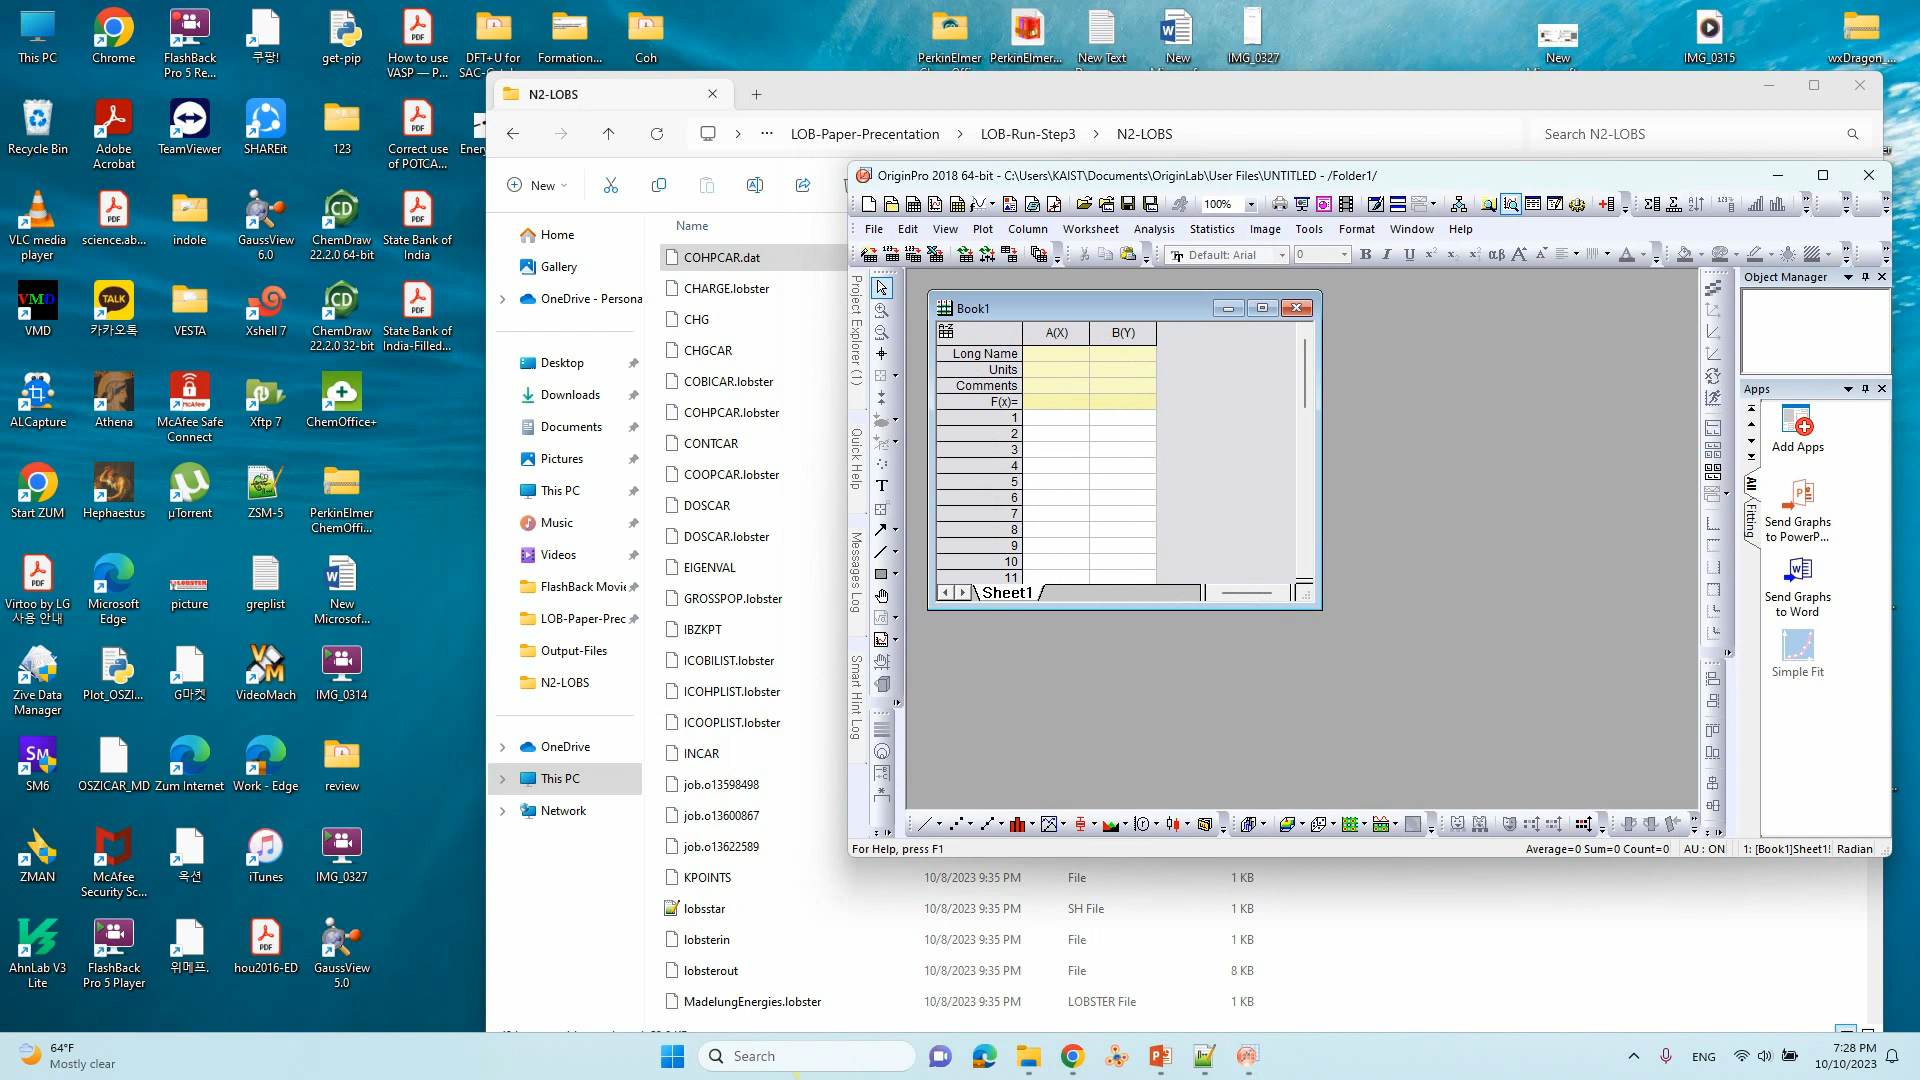 This PC
Chrome
FlashBack
Pro 5 Re...
쿠팡!
get-pip
How to use
VASP — P...
DFT+U for
Formation...
Coh
PerkinElmer
PerkinElmer...
New Text
New
IMG_0327
New
IMG_0315
wxDragon_...
Recycle Bin
Adobe
Acrobat
TeamViewer
SHAREit
123
Correct use
of POTCA...
VLC media
player
science.ab...
indole
GaussView
6.0
ChemDraw
22.2.0 64-bit
State Bank of
India
VMD
VMD
TALK
카카오톡
VESTA
Xshell 7
ChemDraw
22.2.0 32-bit
State Bank of
India-Filled...
ALCapture
Athena
McAfee Safe
Connect
Xftp 7
ChemOffice+
Start ZUM
Hephaestus
µTorrent
ZSM-5
PerkinElmer
ChemOffi...
Virtoo by LG
사용 안내
Microsoft
Edge
picture
greplist
New
Microsof...
Zive Data
Manager
Plot_OSZI...
G마켓
VideoMach
IMG_0314
SM6
OSZICAR_MD
Zum Internet
Work - Edge
review
ZMAN
McAfee
Security Sc...
옥션
iTunes
IMG_0327
AhnLab V3
Lite
FlashBack
Pro 5 Player
위메프.
hou2016-ED
GaussView
5.0
N2-LOBS
LOB-Paper-Precentation
LOB-Run-Step3
N2-LOBS
Search N2-LOBS
New
Home
Gallery
OneDrive - Persona
Desktop
Downloads
Documents
Pictures
This PC
Music
Videos
FlashBack Movie
LOB-Paper-Prec
Output-Files
N2-LOBS
OneDrive
This PC
Network
Name
COHPCAR.dat
CHARGE.lobster
CHG
CHGCAR
COBICAR.lobster
COHPCAR.lobster
CONTCAR
COOPCAR.lobster
DOSCAR
DOSCAR.lobster
EIGENVAL
GROSSPOP.lobster
IBZKPT
ICOBILIST.lobster
ICOHPLIST.lobster
ICOOPLIST.lobster
INCAR
job.o13598498
job.o13600867
job.o13622589
KPOINTS 10/8/2023 9:35 PM File 1 KB
lobsstar 10/8/2023 9:35 PM SH File 1 KB
lobsterin 10/8/2023 9:35 PM File 1 KB
lobsterout 10/8/2023 9:35 PM File 8 KB
MadelungEnergies.lobster 10/8/2023 9:35 PM LOBSTER File 1 KB
OriginPro 2018 64-bit - C:\Users\KAIST\Documents\OriginLab\User Files\UNTITLED - /Folder1/
100%
File Edit View Plot Column Worksheet Analysis Statistics Image Tools Format Window Help
Default: Arial 0 B I U
Project Explorer (1)
Quick Help
Messages Log
Smart Hint Log
Book1
A(X) B(Y)
Long Name
Units
Comments
F(x)=
1
2
3
4
5
6
7
8
9
10
11
Sheet1
Object Manager
Apps
All
Fitting
Add Apps
Send Graphs
to PowerP...
Send Graphs
to Word
Simple Fit
For Help, press F1
Average=0 Sum=0 Count=0 AU : ON 1: [Book1]Sheet1! Radian
64°F
Mostly clear
Search
ENG
7:28 PM
10/10/2023